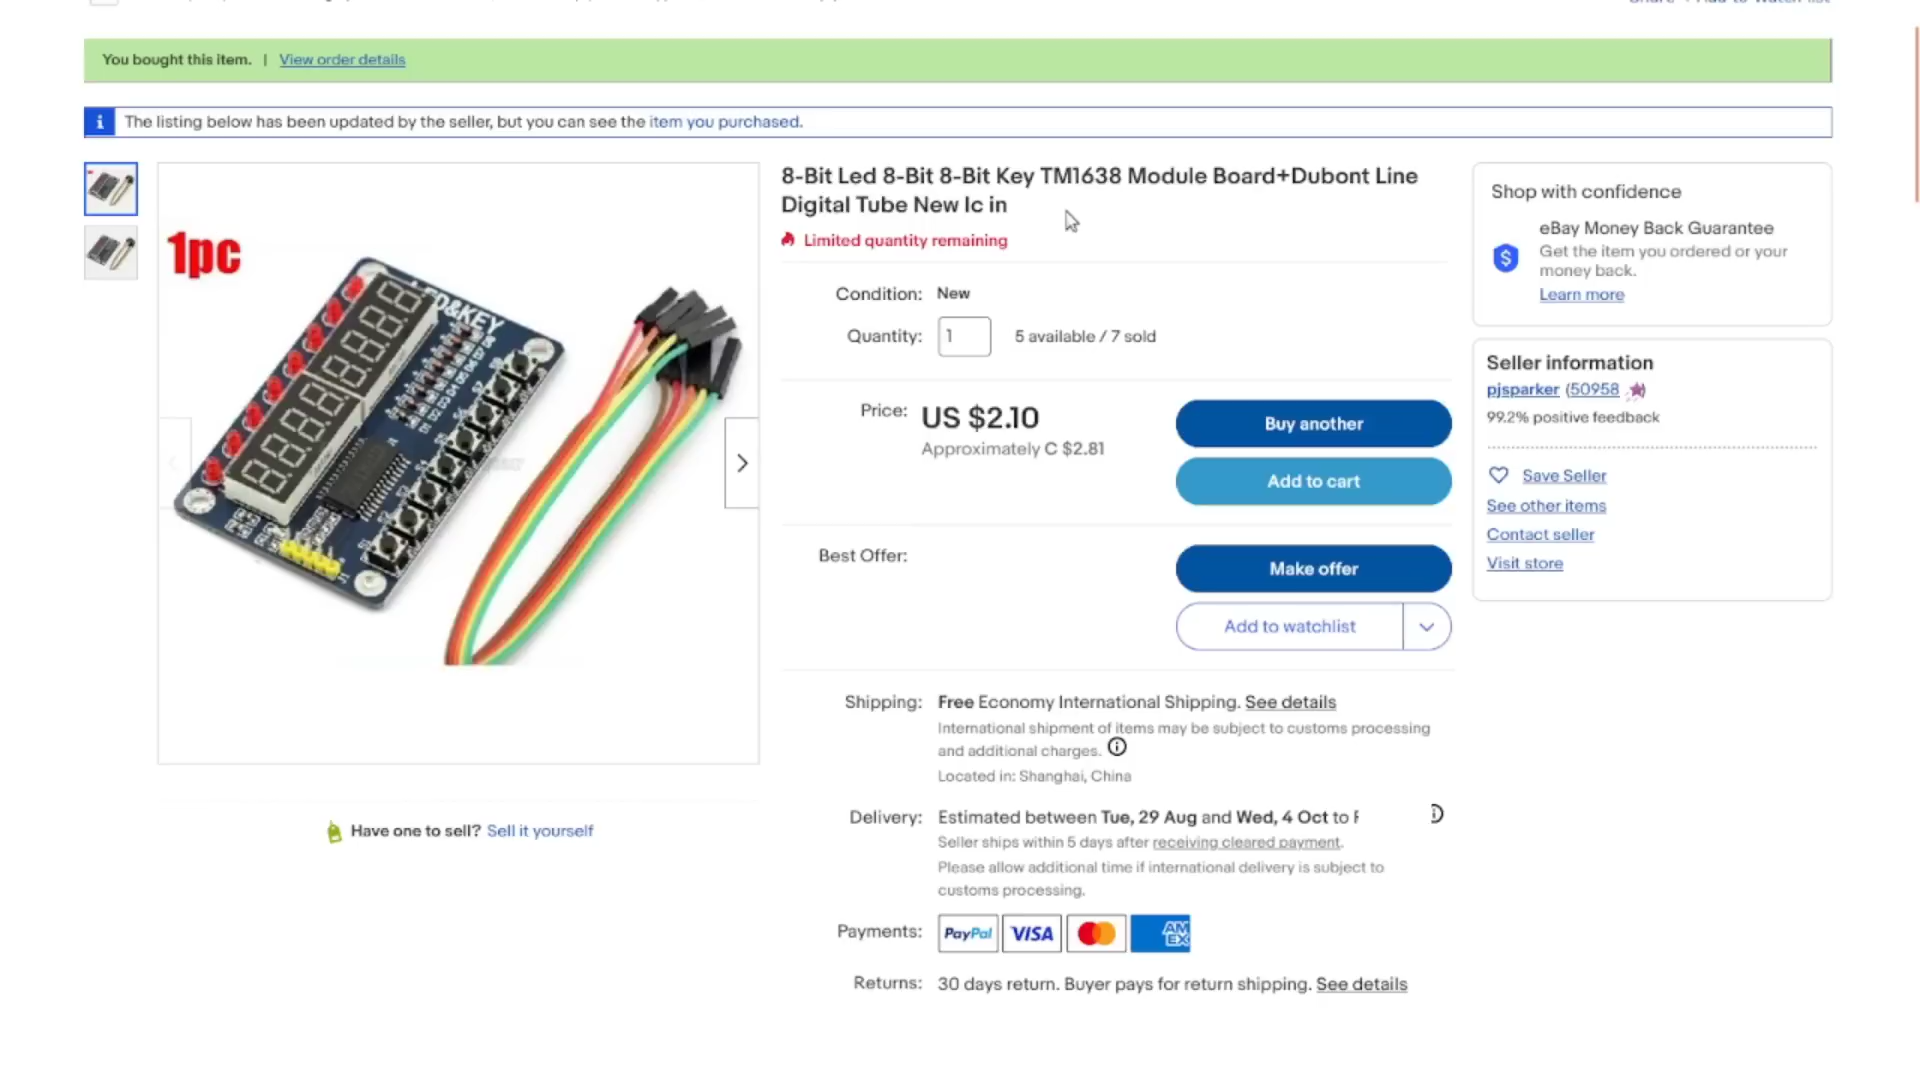 You bought this item. | View order details
The listing below has been updated by the seller, but you can see the item you purchased.
1pc
LED&KEY
8-Bit Led 8-Bit 8-Bit Key TM1638 Module Board+Dubont Line
Digital Tube New Ic in
Limited quantity remaining
Condition: New
Quantity: 1 5 available / 7 sold
Price: US $2.10
Approximately C $2.81
Buy another
Add to cart
Best Offer:
Make offer
Add to watchlist
Shipping: Free Economy International Shipping. See details
International shipment of items may be subject to customs processing
and additional charges.
Located in: Shanghai, China
Delivery: Estimated between Tue, 29 Aug and Wed, 4 Oct to
Seller ships within 5 days after receiving cleared payment.
Please allow additional time if international delivery is subject to
customs processing.
Payments: PayPal VISA AM EX
Returns: 30 days return. Buyer pays for return shipping. See details
Have one to sell? Sell it yourself
Shop with confidence
eBay Money Back Guarantee
Get the item you ordered or your
money back.
Learn more
Seller information
pjsparker (50958
99.2% positive feedback
Save Seller
See other items
Contact seller
Visit store